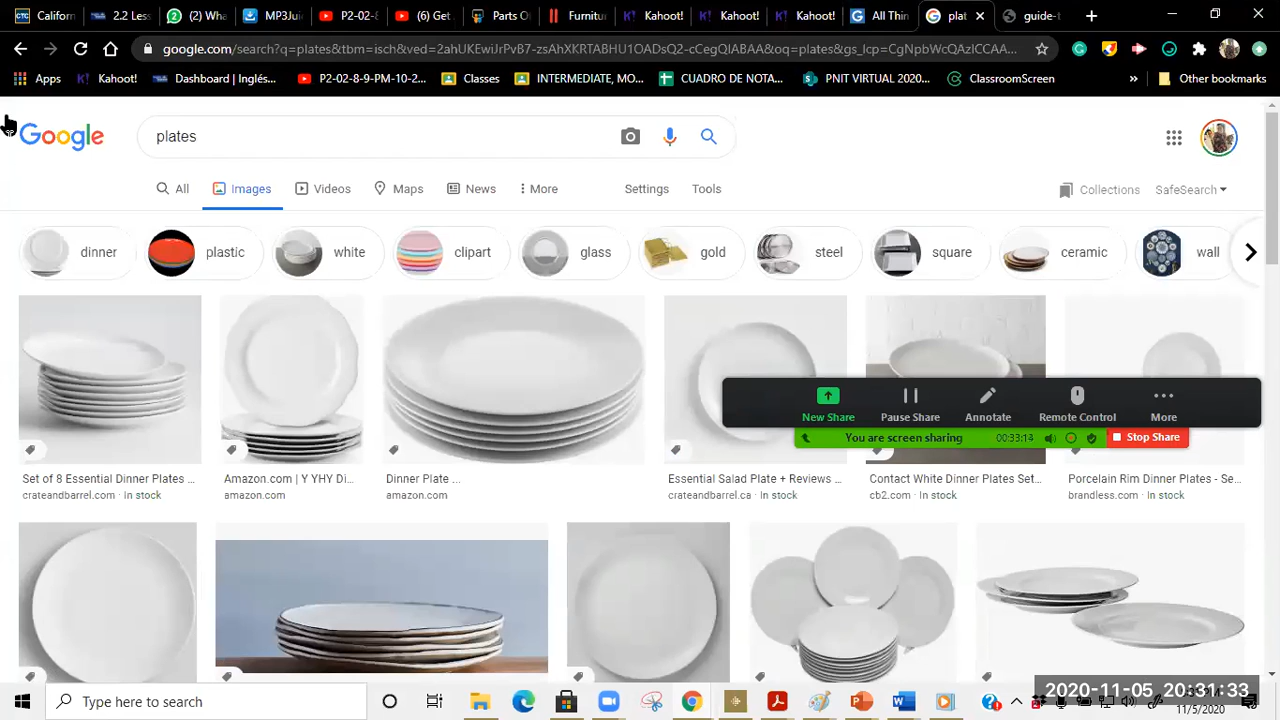 Californ
2.2 Less
(2) (Wha
MP3Juic
P2-02-8
(6) Get
Parts O
Furnitu
Kahoot!
Kahoot!
Kahoot!
All Thin
plat
guide-t
google.com/search?q=plates&tbm=isch&ved=2ahUKEwiJrPvB7-zsAhXKRTABHU1OADsQ2-cCegQIABAA&oq=plates&gs_lcp=CgNpbWcQAzICCAA...
Apps
Kahoot!
Dashboard | Inglés...
P2-02-8-9-PM-10-2...
Classes
INTERMEDIATE, MO...
CUADRO DE NOTA...
PNIT VIRTUAL 2020...
ClassroomScreen
»
Other bookmarks
Google
plates
All
Images
Videos
Maps
News
More
Settings
Tools
Collections
SafeSearch
dinner
plastic
white
clipart
glass
gold
steel
square
ceramic
wall
New Share
Pause Share
Annotate
Remote Control
More
You are screen sharing
00:33:14
Stop Share
Set of 8 Essential Dinner Plates ...
crateandbarrel.com · In stock
Amazon.com | Y YHY Di...
amazon.com
Dinner Plate ...
amazon.com
Essential Salad Plate + Reviews ...
crateandbarrel.ca · In stock
Contact White Dinner Plates Set...
cb2.com · In stock
Porcelain Rim Dinner Plates - Se...
brandless.com · In stock
Type here to search
2020-11-05 20:31:33
11/5/2020